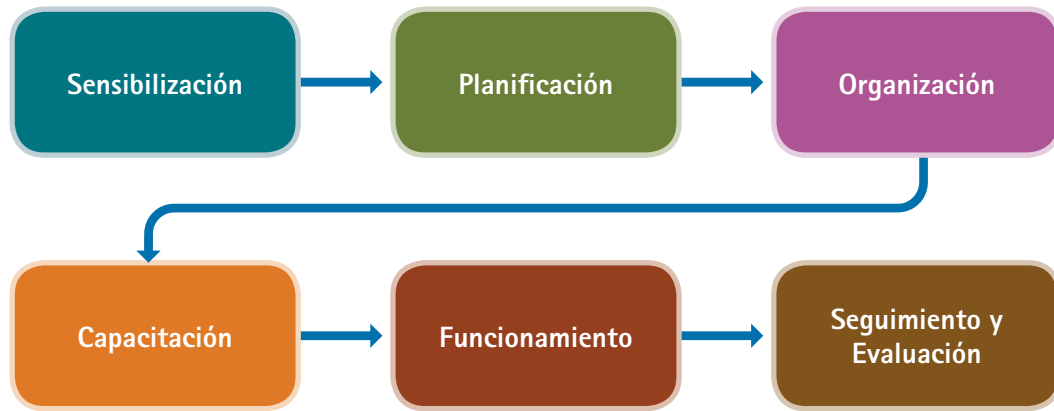 Sensibilización
Planificación
Organización
Capacitación
Funcionamiento
Seguimiento y
Evaluación